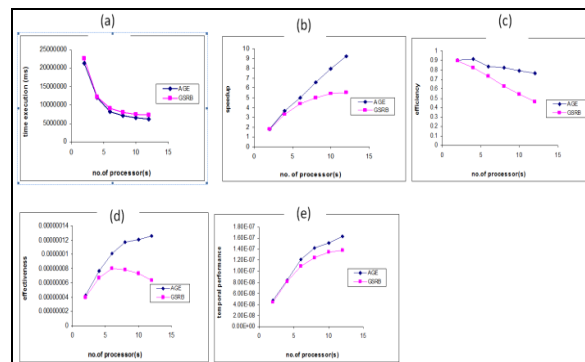 (a)
time execution (ms)
25000000
20000000
15000000
10000000
5000000
0
0 5 10 15
no.of processor(s)
AGE
GSRB
(b)
speedup
10
9
8
7
6
5
4
3
2
1
0
0 5 10 15
no. of processor(s)
AGE
GSRB
(c)
efficiency
1
0.9
0.8
0.7
0.6
0.5
0.4
0.3
0.2
0.1
0
0 5 10 15
no.of processor(s)
AGE
GSRB
(d)
effectiveness
0.00000014
0.00000012
0.0000001
0.00000008
0.00000006
0.00000004
0.00000002
0
0 5 10 15
no.of processor(s)
AGE
GSRB
(e)
temporal performance
1.80E-07
1.60E-07
1.40E-07
1.20E-07
1.00E-07
8.00E-08
6.00E-08
4.00E-08
2.00E-08
0.00E+00
0 5 10 15
no.of processor(s)
AGE
GSRB